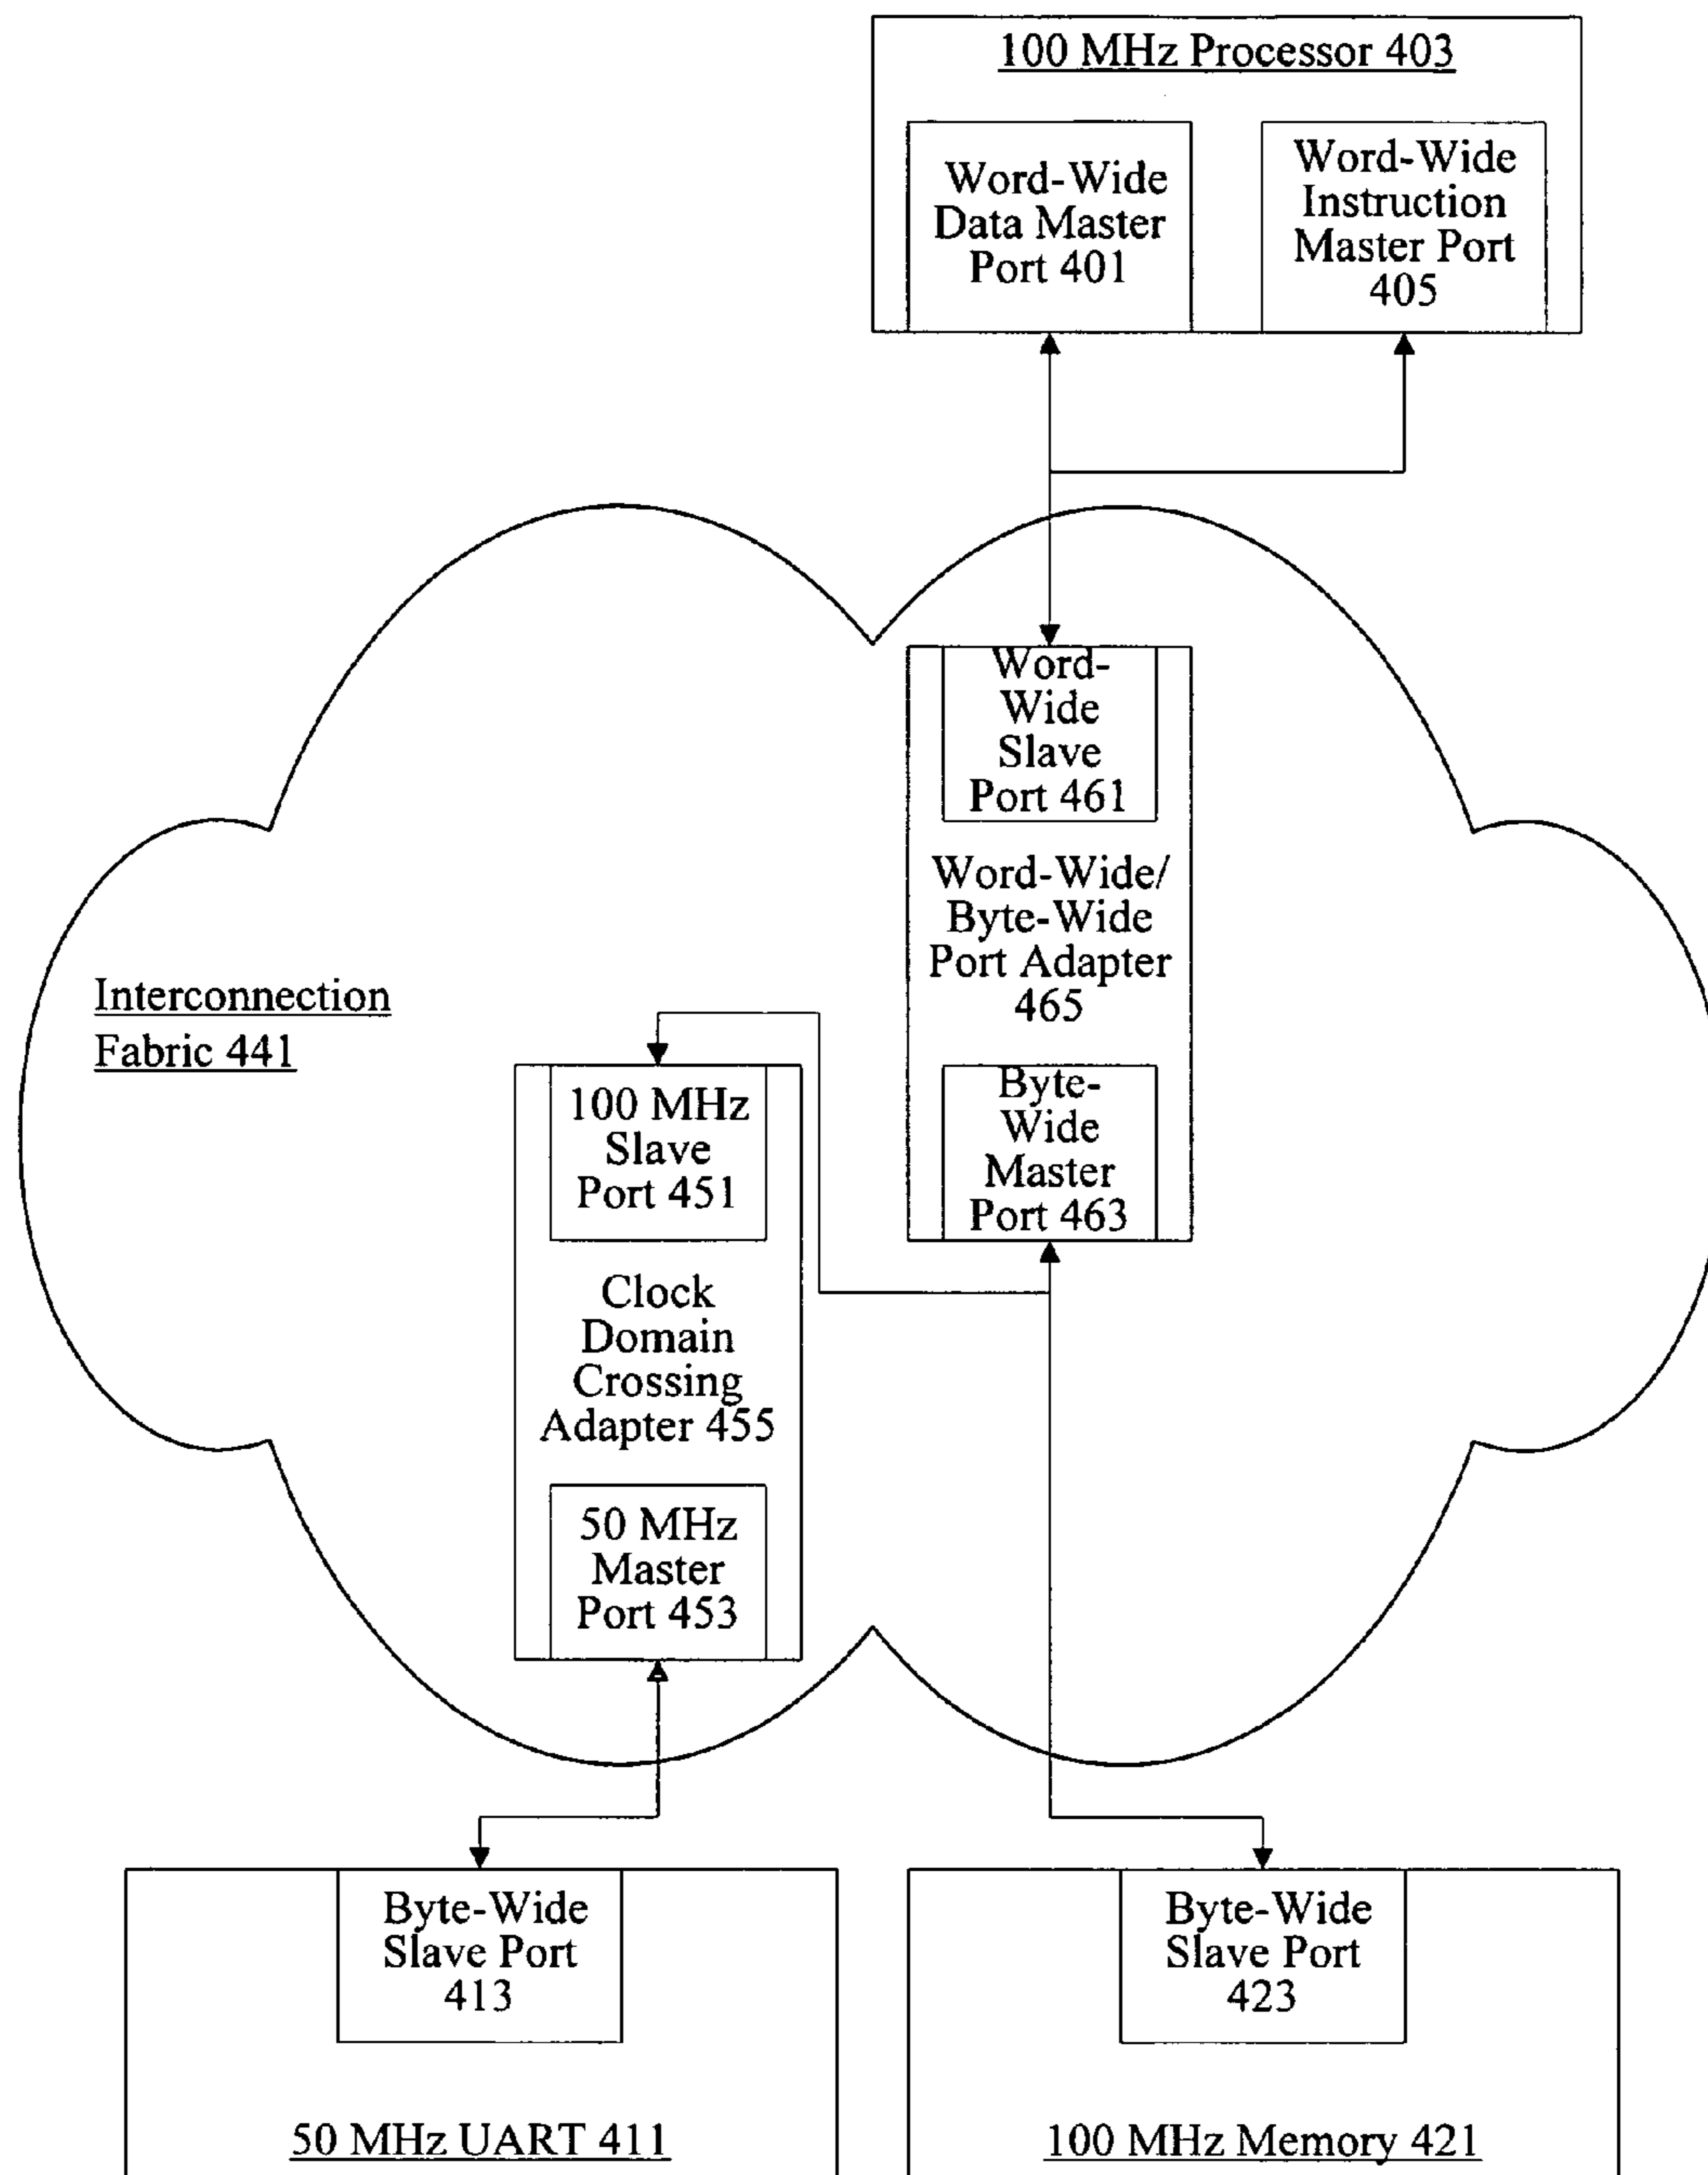 100 MHz Processor 403
Word-Wide
Data Master
Port 401
Word-Wide
Instruction
Master Port
405
Word-
Wide
Slave
Port 461
Word-Wide/
Byte-Wide
Port Adapter
465
Byte-
Wide
Master
Port 463
Interconnection
Fabric 441
100 MHz
Slave
Port 451
Clock
Domain
Crossing
Adapter 455
50 MHz
Master
Port 453
Byte-Wide
Slave Port
413
50 MHz UART 411
Byte-Wide
Slave Port
423
100 MHz Memory 421